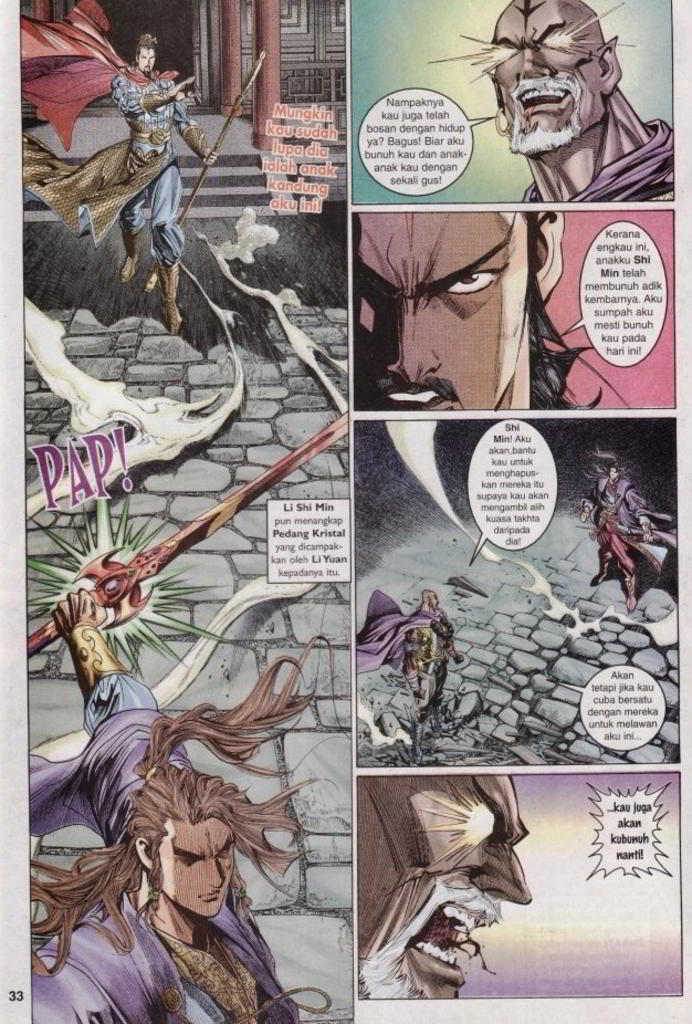 Mungkin
kau sudah
lupa dia
ialah anak
kandung
aku ini!
PAP!
Li Shi Min
pun menangkap
Pedang Kristal
yang dicampak-
kan oleh Li Yuan
kepadanya itu.
Nampaknya
kau juga telah
bosan dengan hidup
ya? Bagus! Biar aku
bunuh kau dan anak-
anak kau dengan
sekali gus!
Kerana
engkau ini,
anakku Shi
Min telah
membunuh adik
kembarnya. Aku
sumpah aku
mesti bunuh
kau pada
hari ini!
Shi
Min! Aku
akan,bantu
kau untuk
menghapus-
kan mereka itu
supaya kau akan
mengambil alih
kuasa takhta
daripada
dia!
Akan
tetapi jika kau
cuba bersatu
dengan mereka
untuk melawan
aku ini...
...kau juga
akan
kubunuh
nanti!
33